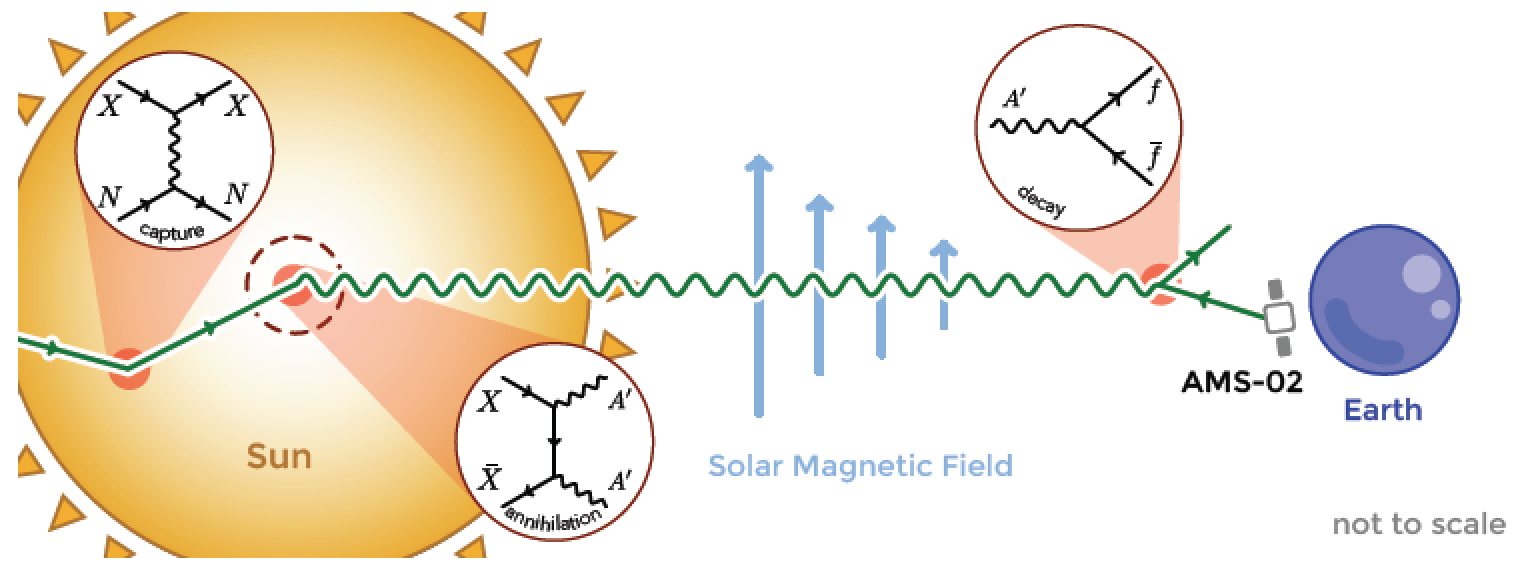 X X
N N
capture
Sun
X A′
X̄ A′
annihilation
Solar Magnetic Field
A′ f
f̄
decay
AMS-02
Earth
not to scale